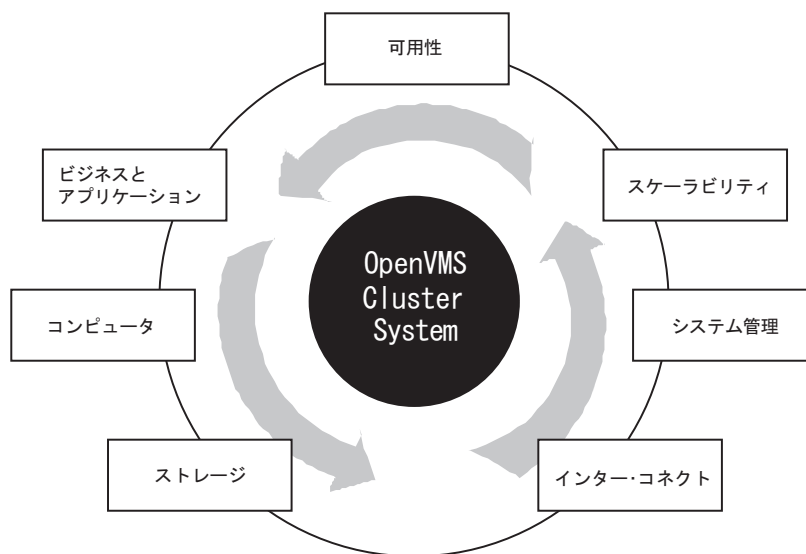 可用性
ビジネスと
アプリケーション
スケーラビリティ
OpenVMS
Cluster
System
コンピュータ
システム管理
ストレージ
インター・コネクト